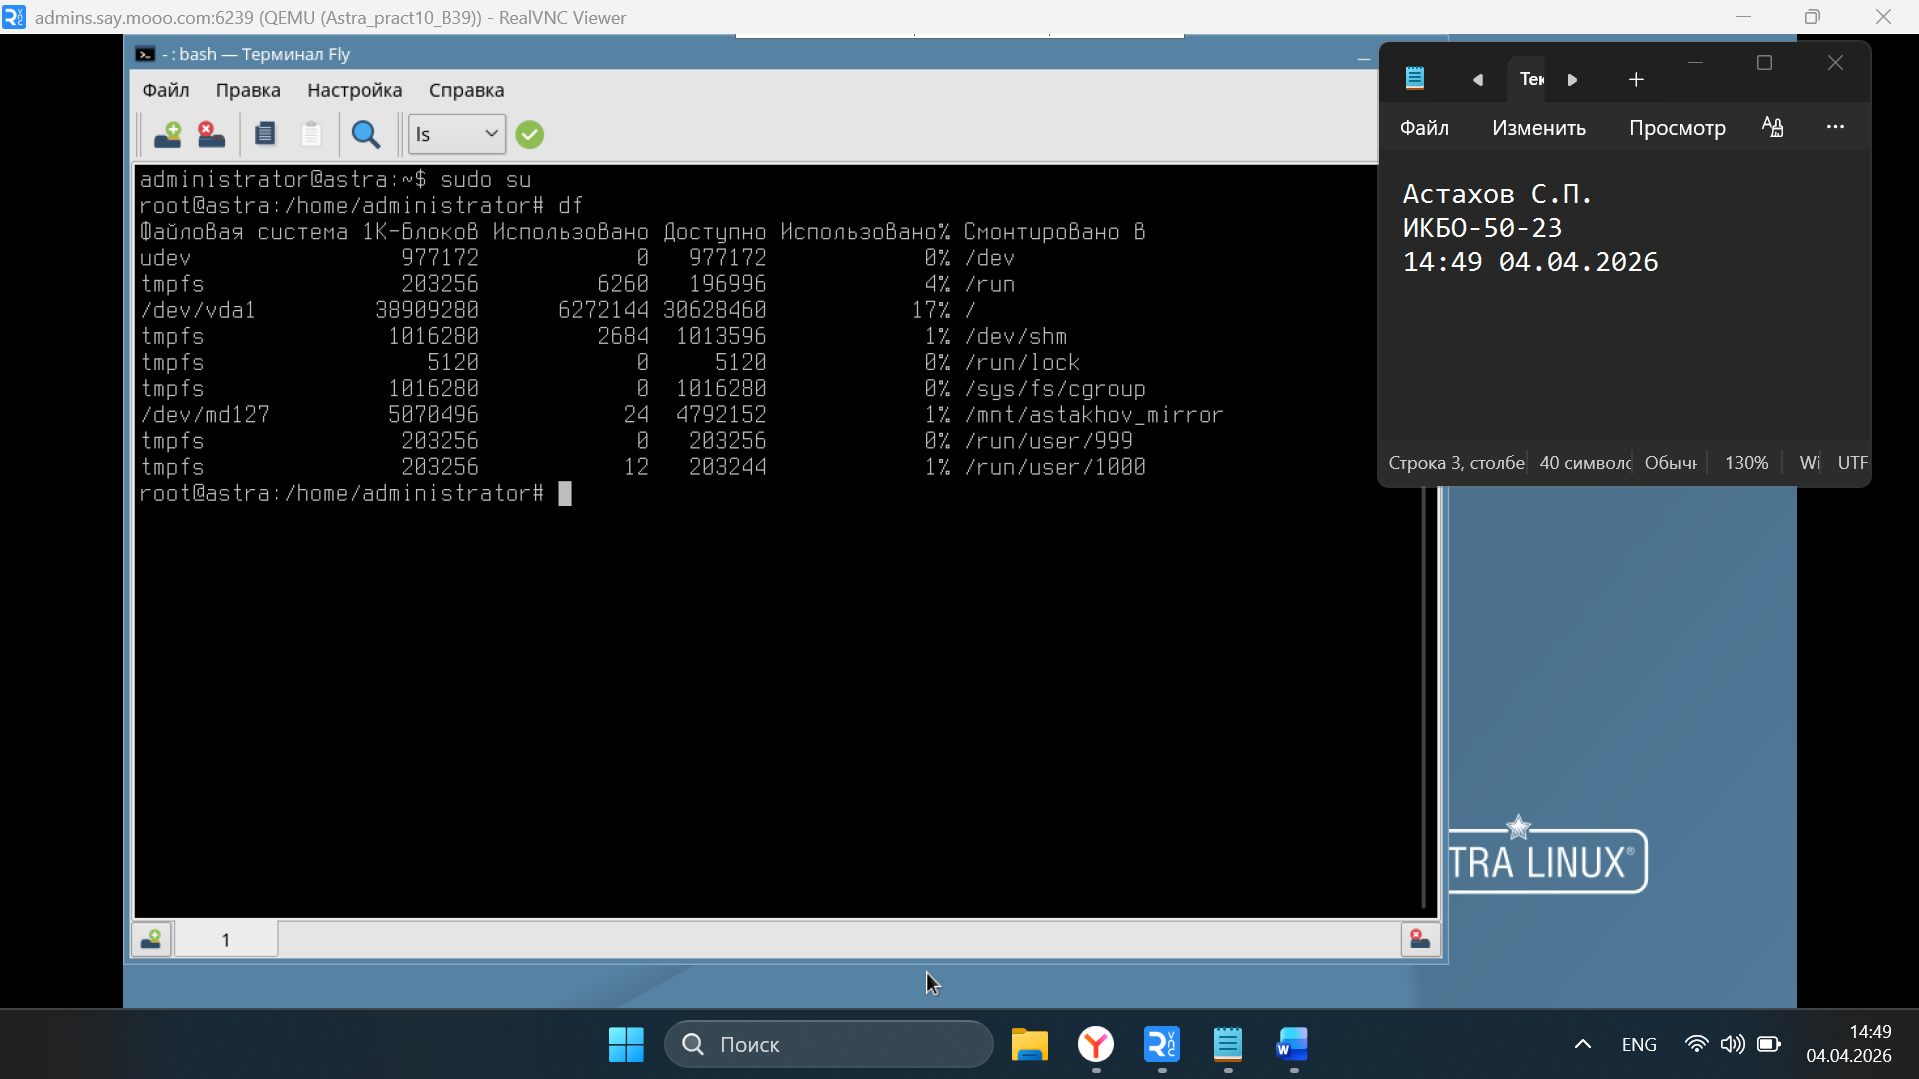 admins.say.mooo.com:6239 (QEMU (Astra_pract10_B39)) - RealVNC Viewer
- : bash — Терминал Fly
Файл Правка Настройка Справка
ls
administrator@astra:~$ sudo su
root@astra:/home/administrator# df
Файловая система 1K-блоков Использовано Доступно Использовано% Смонтировано в
udev 977172 0 977172 0% /dev
tmpfs 203256 6260 196996 4% /run
/dev/vda1 38909280 6272144 30628460 17% /
tmpfs 1016280 2684 1013596 1% /dev/shm
tmpfs 5120 0 5120 0% /run/lock
tmpfs 1016280 0 1016280 0% /sys/fs/cgroup
/dev/md127 5070496 24 4792152 1% /mnt/astakhov_mirror
tmpfs 203256 0 203256 0% /run/user/999
tmpfs 203256 12 203244 1% /run/user/1000
root@astra:/home/administrator#
1
Тек
Файл Изменить Просмотр
Астахов С.П.
ИКБО-50-23
14:49 04.04.2026
Строка 3, столбе 40 символс Обычн 130% Wi UTF
TRA LINUX®
Поиск
ENG
14:49
04.04.2026